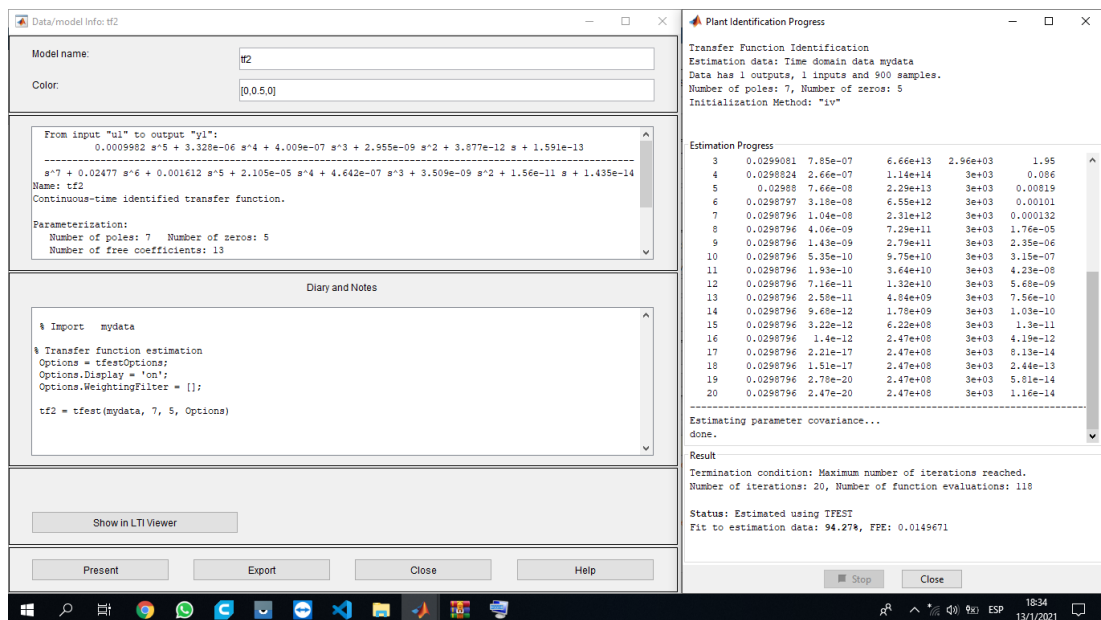 Data/model Info: tf2
Model name:
tf2
Color:
[0,0.5,0]
From input "u1" to output "y1":
0.0009982 s^5 + 3.328e-06 s^4 + 4.009e-07 s^3 + 2.955e-09 s^2 + 3.877e-12 s + 1.591e-13
----------------------------------------------------------------------------------------------------
s^7 + 0.02477 s^6 + 0.001612 s^5 + 2.105e-05 s^4 + 4.642e-07 s^3 + 3.509e-09 s^2 + 1.56e-11 s + 1.435e-14
Name: tf2
Continuous-time identified transfer function.
Parameterization:
Number of poles: 7 Number of zeros: 5
Number of free coefficients: 13
Diary and Notes
% Import mydata
% Transfer function estimation
Options = tfestOptions;
Options.Display = 'on';
Options.WeightingFilter = [];
tf2 = tfest(mydata, 7, 5, Options)
Show in LTI Viewer
Present Export Close Help
Plant Identification Progress
Transfer Function Identification
Estimation data: Time domain data mydata
Data has 1 outputs, 1 inputs and 900 samples.
Number of poles: 7, Number of zeros: 5
Initialization Method: "iv"
Estimation Progress
3 0.0299081 7.85e-07 6.66e+13 2.96e+03 1.95
4 0.0298824 2.66e-07 1.14e+14 3e+03 0.086
5 0.02988 7.66e-08 2.29e+13 3e+03 0.00819
6 0.0298797 3.18e-08 6.55e+12 3e+03 0.00101
7 0.0298796 1.04e-08 2.31e+12 3e+03 0.000132
8 0.0298796 4.06e-09 7.29e+11 3e+03 1.76e-05
9 0.0298796 1.43e-09 2.79e+11 3e+03 2.35e-06
10 0.0298796 5.35e-10 9.75e+10 3e+03 3.15e-07
11 0.0298796 1.93e-10 3.64e+10 3e+03 4.23e-08
12 0.0298796 7.16e-11 1.32e+10 3e+03 5.68e-09
13 0.0298796 2.58e-11 4.84e+09 3e+03 7.56e-10
14 0.0298796 9.68e-12 1.78e+09 3e+03 1.03e-10
15 0.0298796 3.22e-12 6.22e+08 3e+03 1.3e-11
16 0.0298796 1.4e-12 2.47e+08 3e+03 4.19e-12
17 0.0298796 2.21e-17 2.47e+08 3e+03 8.13e-14
18 0.0298796 1.51e-17 2.47e+08 3e+03 2.44e-13
19 0.0298796 2.78e-20 2.47e+08 3e+03 5.81e-14
20 0.0298796 2.47e-20 2.47e+08 3e+03 1.16e-14
----------------------------------------------------------------------
Estimating parameter covariance...
done.
Result
Termination condition: Maximum number of iterations reached.
Number of iterations: 20, Number of function evaluations: 118
Status: Estimated using TFEST
Fit to estimation data: 94.27%, FPE: 0.0149671
Stop Close
ESP
18:34
13/1/2021